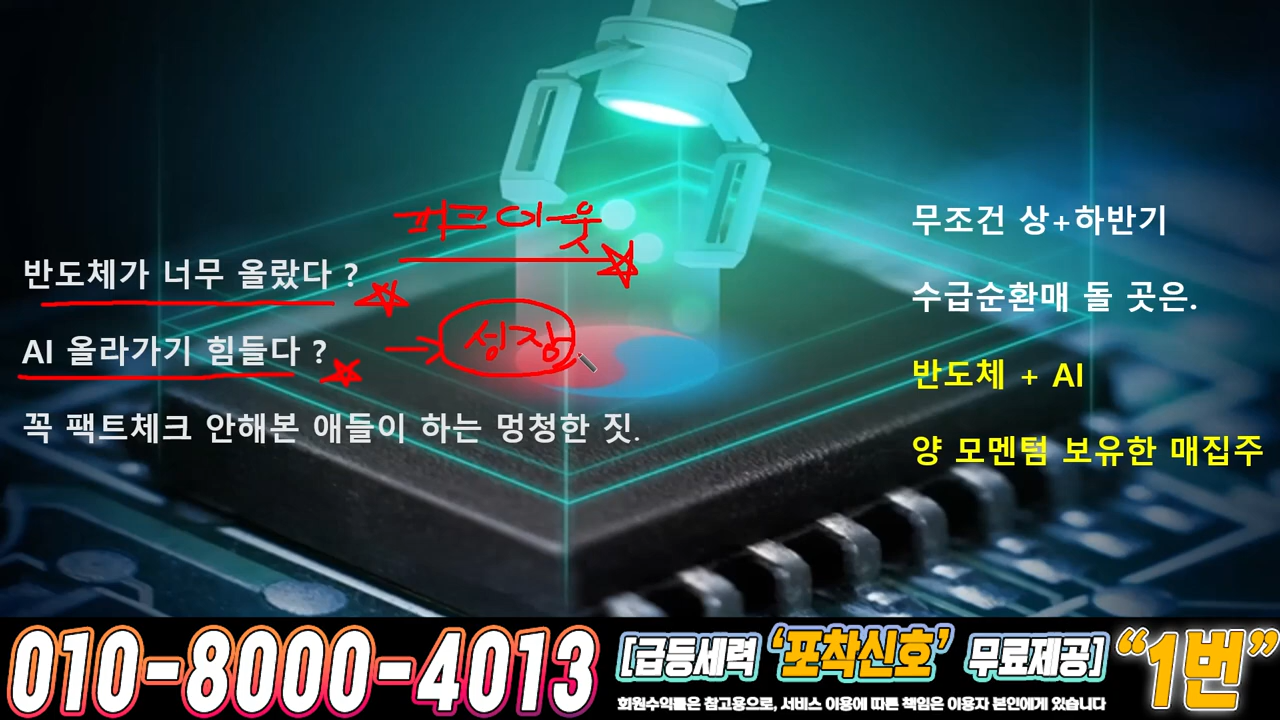 피크아웃
반도체가 너무 올랐다 ?
AI 올라가기 힘들다 ?
성장
꼭 팩트체크 안해본 애들이 하는 멍청한 짓.
무조건 상+하반기
수급순환매 돌 곳은.
반도체 + AI
양 모멘텀 보유한 매집주
010-8000-4013
[급등세력 ‘포착신호’ 무료제공] “1번”
회원수익률은 참고용으로, 서비스 이용에 따른 책임은 이용자 본인에게 있습니다